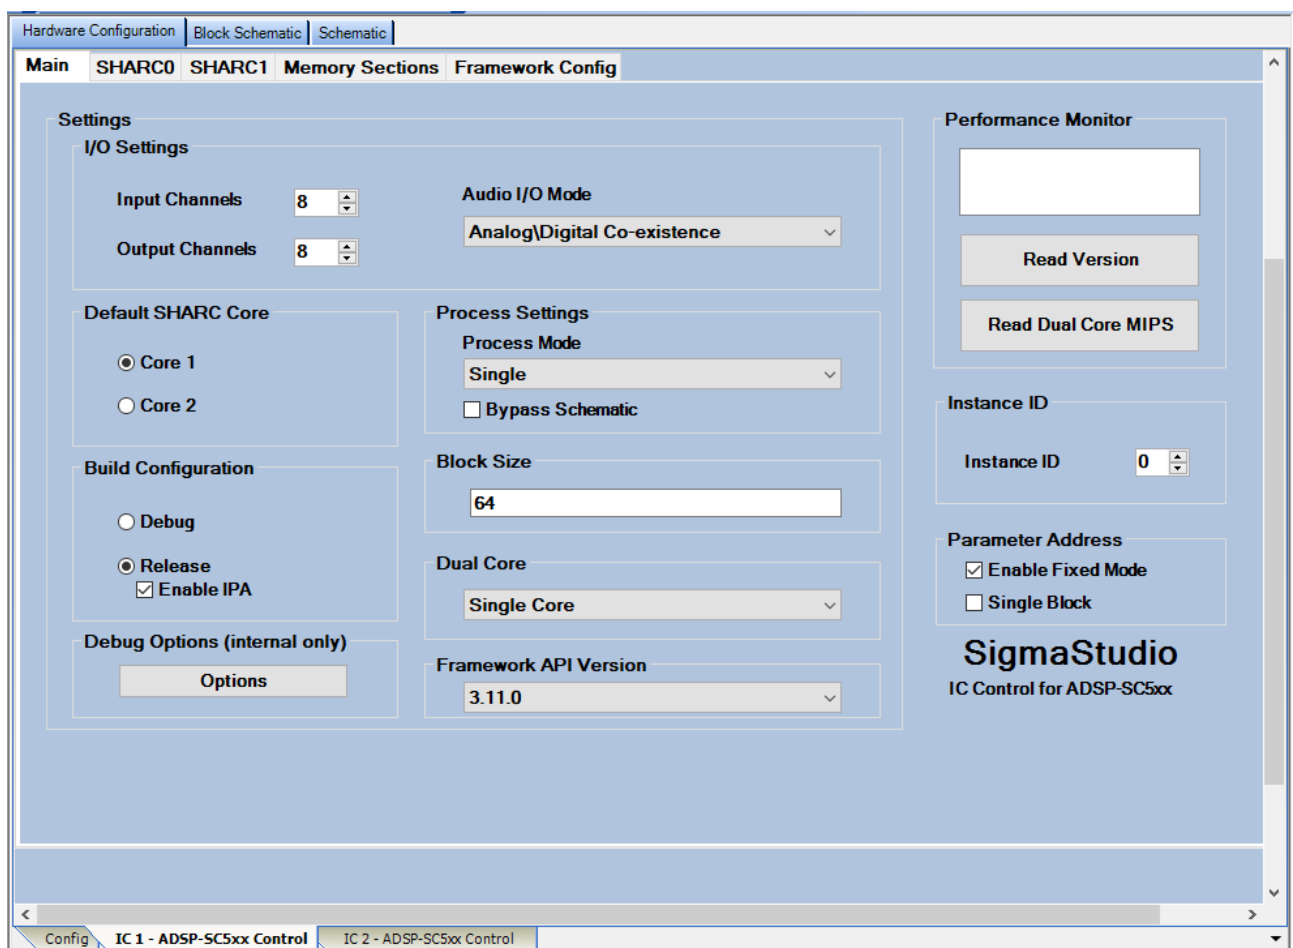 Hardware Configuration Block Schematic Schematic
Main SHARC0 SHARC1 Memory Sections Framework Config
Settings
I/O Settings
Input Channels 8
Output Channels 8
Audio I/O Mode
Analog\Digital Co-existence
Default SHARC Core
Core 1
Core 2
Process Settings
Process Mode
Single
Bypass Schematic
Build Configuration
Debug
Release
Enable IPA
Block Size
64
Dual Core
Single Core
Debug Options (internal only)
Options
Framework API Version
3.11.0
Performance Monitor
Read Version
Read Dual Core MIPS
Instance ID
Instance ID 0
Parameter Address
Enable Fixed Mode
Single Block
SigmaStudio
IC Control for ADSP-SC5xx
Config IC 1 - ADSP-SC5xx Control IC 2 - ADSP-SC5xx Control